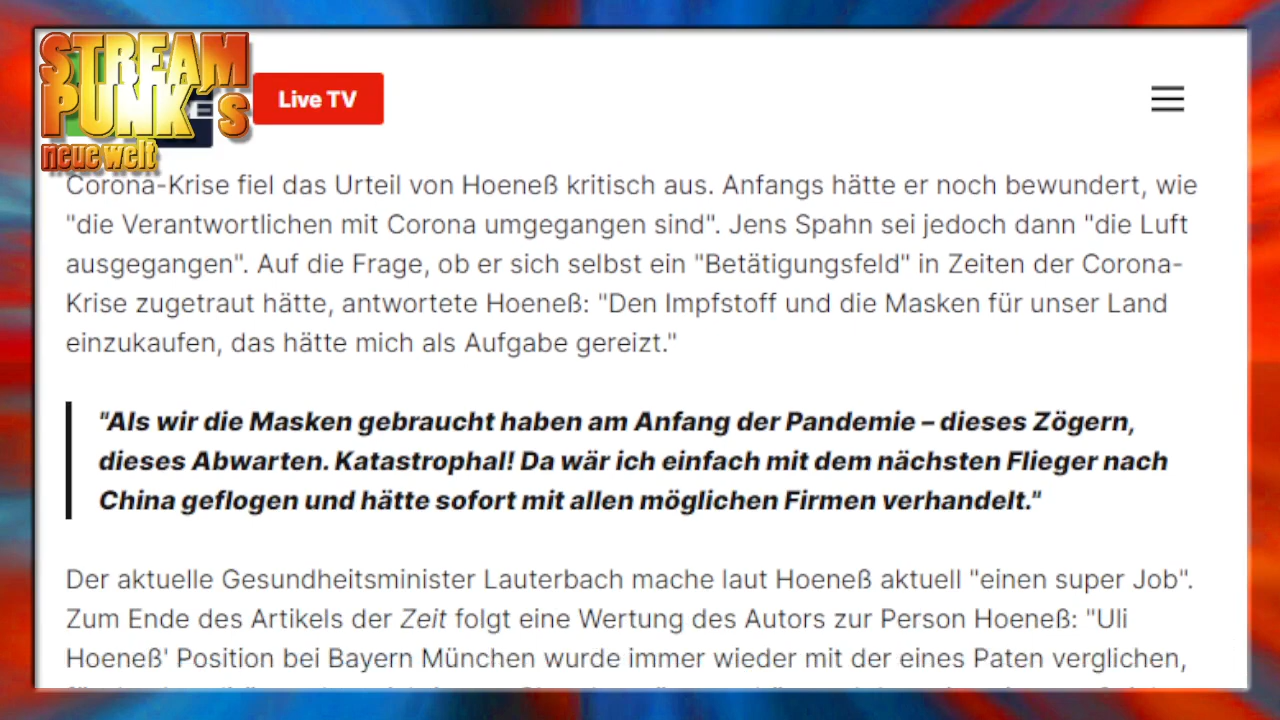 STREAM
PUNK´s
neue welt
Live TV
Corona-Krise fiel das Urteil von Hoeneß kritisch aus. Anfangs hätte er noch bewundert, wie
"die Verantwortlichen mit Corona umgegangen sind". Jens Spahn sei jedoch dann "die Luft
ausgegangen". Auf die Frage, ob er sich selbst ein "Betätigungsfeld" in Zeiten der Corona-
Krise zugetraut hätte, antwortete Hoeneß: "Den Impfstoff und die Masken für unser Land
einzukaufen, das hätte mich als Aufgabe gereizt."
"Als wir die Masken gebraucht haben am Anfang der Pandemie – dieses Zögern,
dieses Abwarten. Katastrophal! Da wär ich einfach mit dem nächsten Flieger nach
China geflogen und hätte sofort mit allen möglichen Firmen verhandelt."
Der aktuelle Gesundheitsminister Lauterbach mache laut Hoeneß aktuell "einen super Job".
Zum Ende des Artikels der Zeit folgt eine Wertung des Autors zur Person Hoeneß: "Uli
Hoeneß' Position bei Bayern München wurde immer wieder mit der eines Paten verglichen,